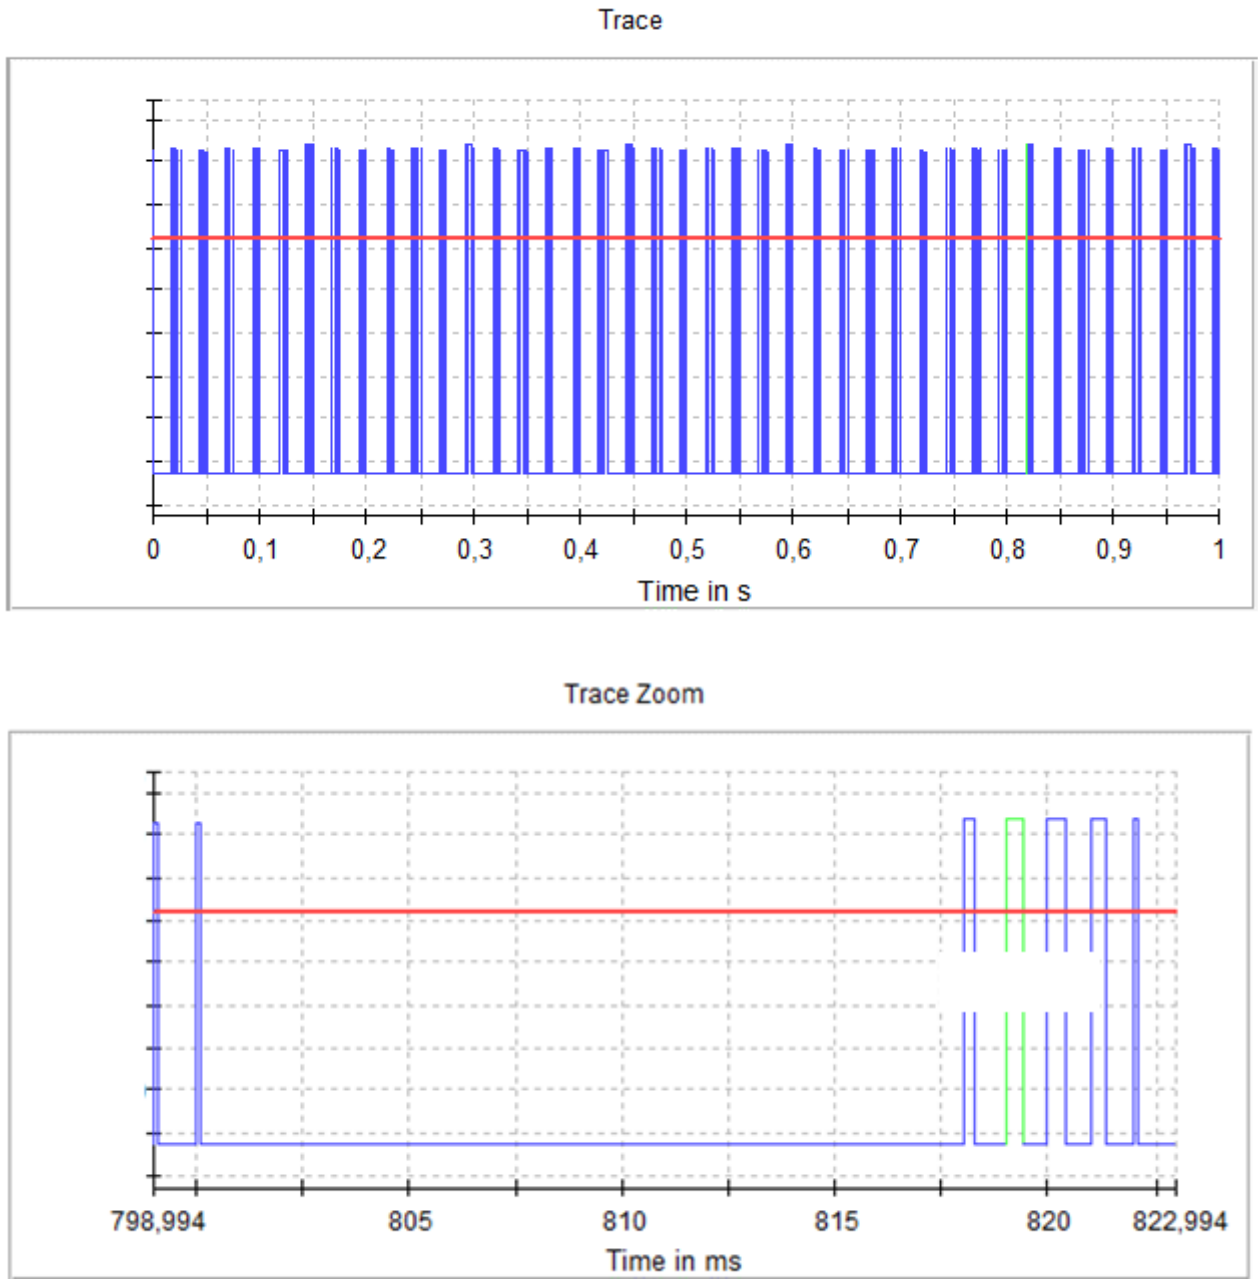 Trace
0 0,1 0,2 0,3 0,4 0,5 0,6 0,7 0,8 0,9 1
Time in s
Trace Zoom
798,994 805 810 815 820 822,994
Time in ms